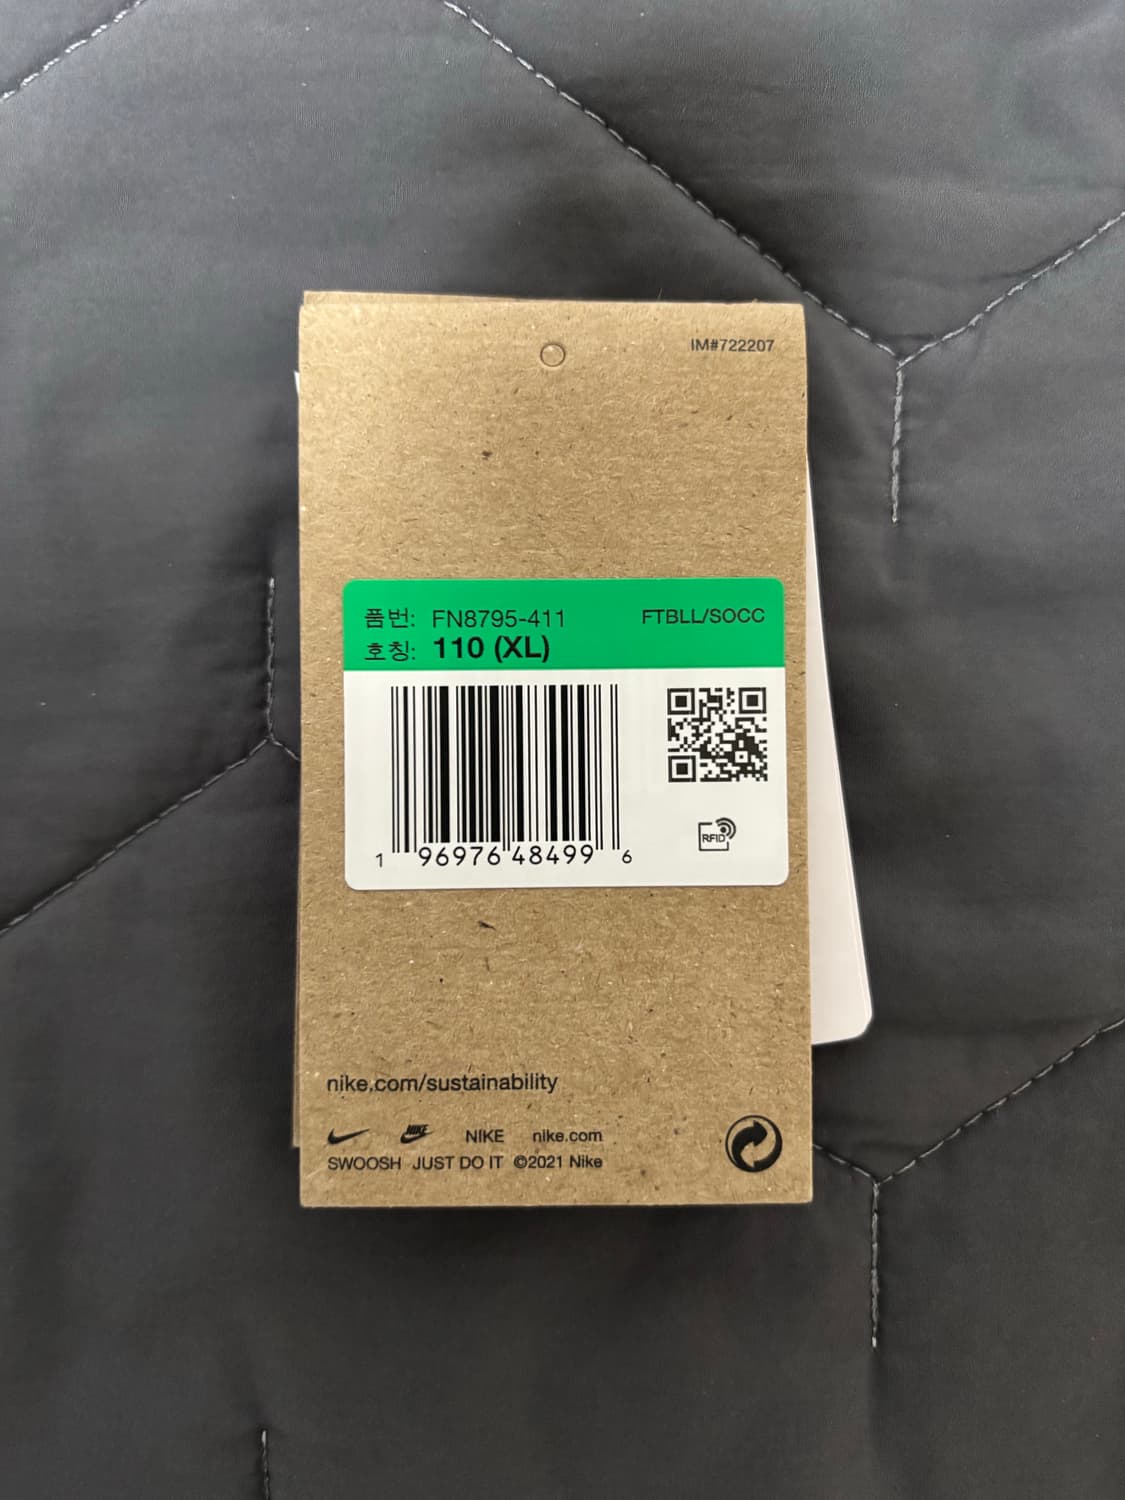 IM#722207
품번: FN8795-411 FTBLL/SOCC
호칭: 110 (XL)
RFID
1 96976 48499 6
nike.com/sustainability
NIKE NIKE nike.com
SWOOSH JUST DO IT ©2021 Nike